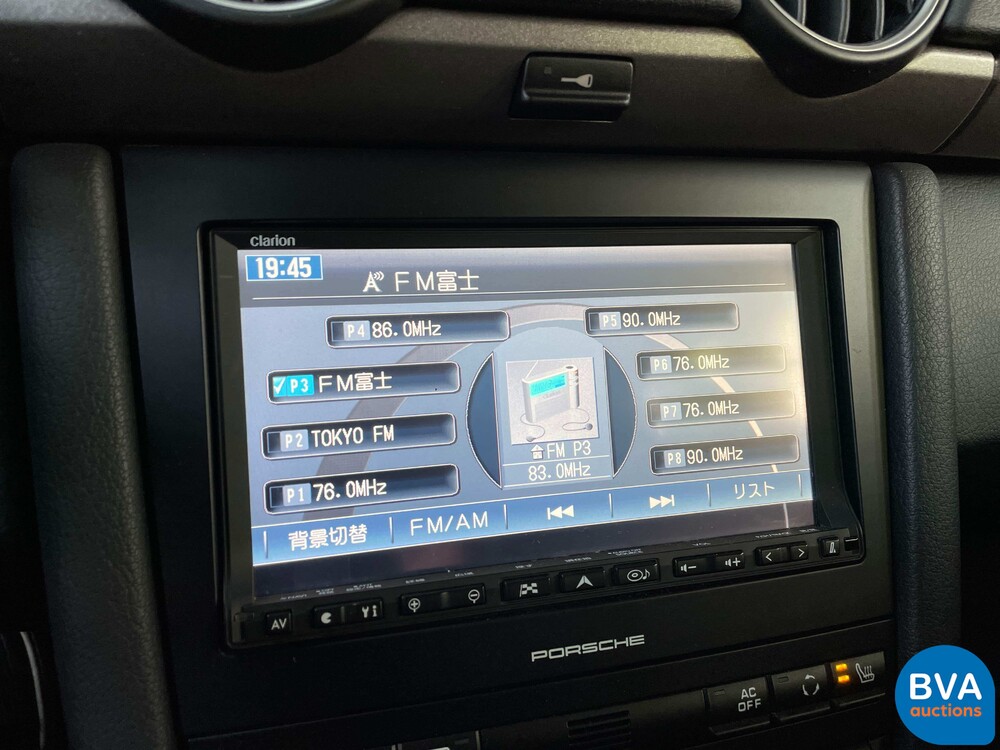 clarion
19:45
FM富士
P4 86.0MHz
P5 90.0MHz
✓P3 FM富士
P6 76.0MHz
P2 TOKYO FM
P7 76.0MHz
P1 76.0MHz
P8 90.0MHz
FM P3
83.0MHz
背景切替
FM/AM
リスト
AV
PORSCHE
AC
OFF
BVA
auctions